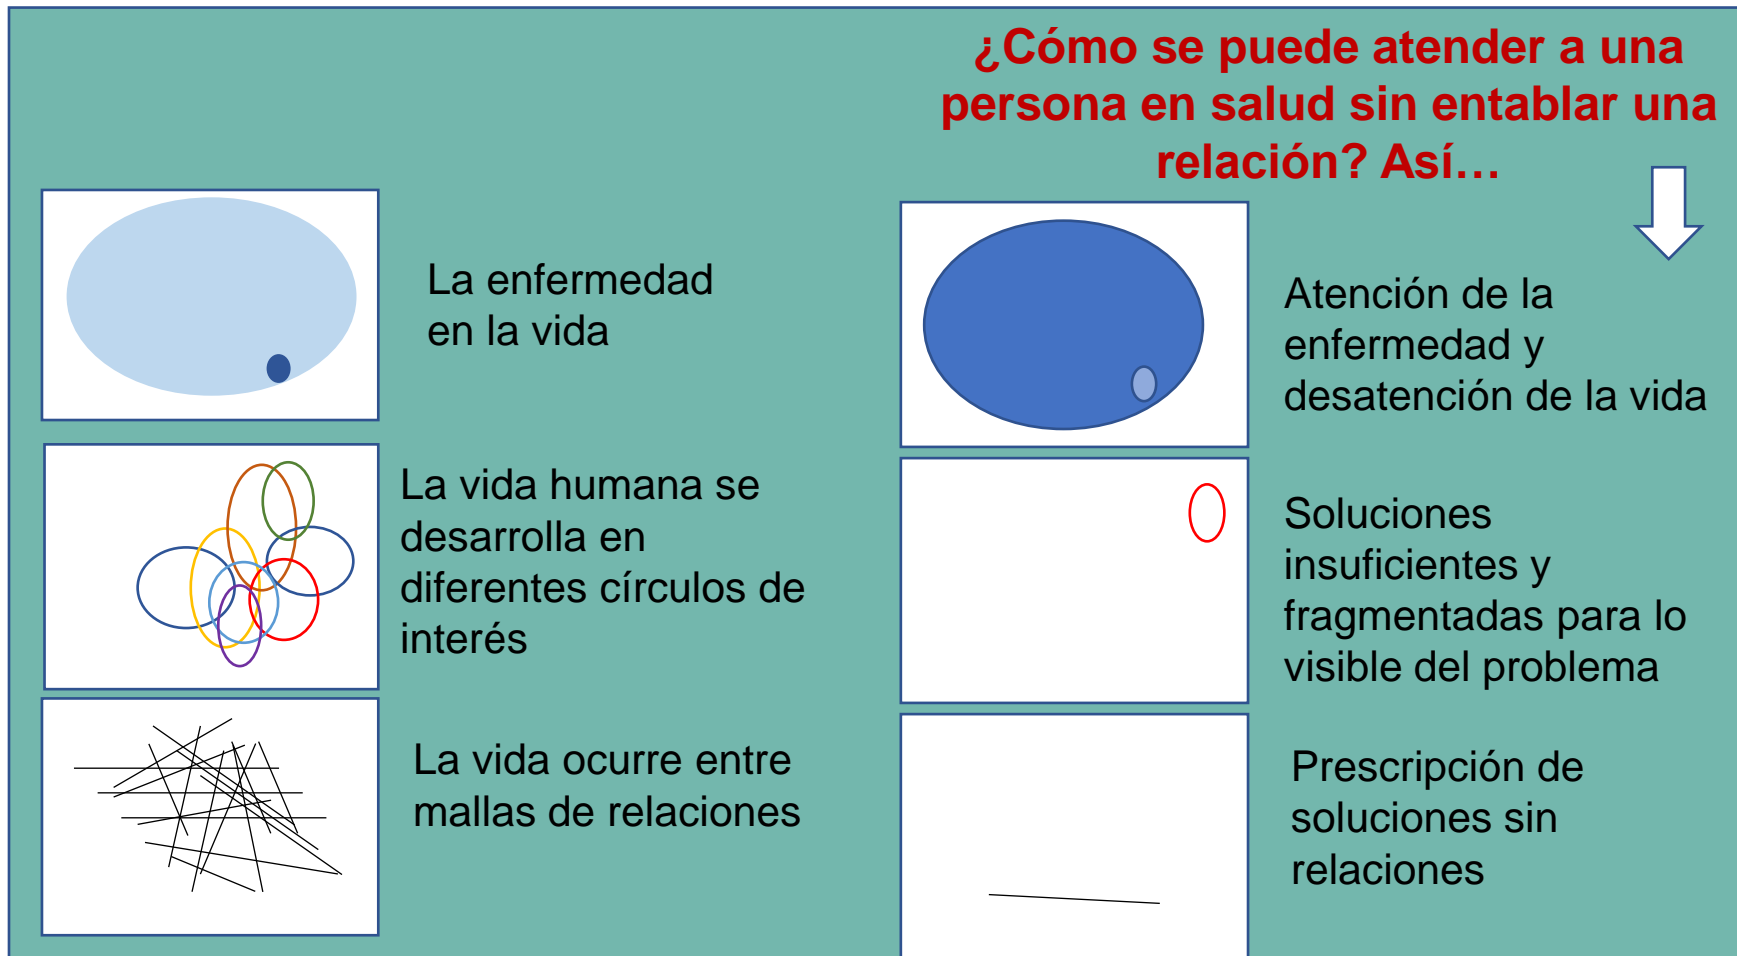 ¿Cómo se puede atender a una
persona en salud sin entablar una
relación? Así…
La enfermedad
en la vida
La vida humana se
desarrolla en
diferentes círculos de
interés
La vida ocurre entre
mallas de relaciones
Atención de la
enfermedad y
desatención de la vida
Soluciones
insuficientes y
fragmentadas para lo
visible del problema
Prescripción de
soluciones sin
relaciones